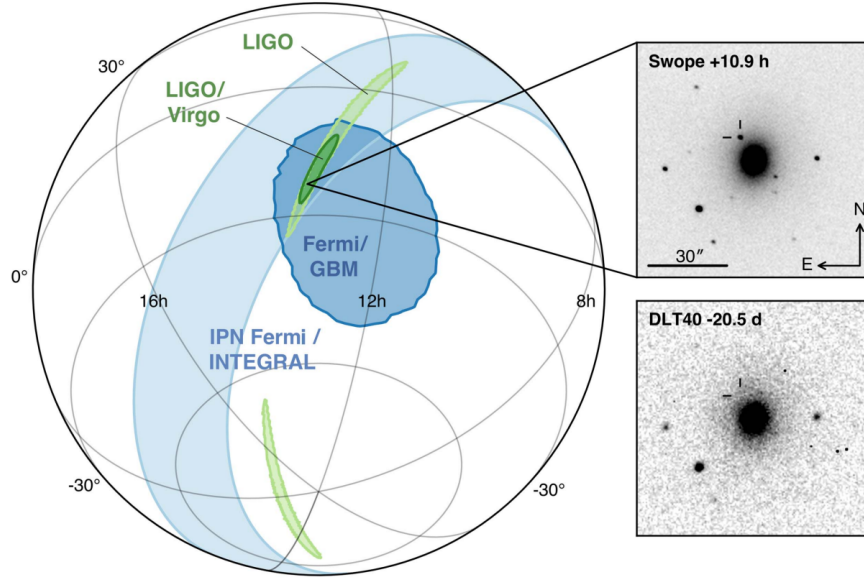 LIGO
30°
LIGO/
Virgo
0°
16h
12h
8h
Fermi/
GBM
IPN Fermi /
INTEGRAL
-30°
-30°
Swope +10.9 h
N
30″
E
DLT40 -20.5 d